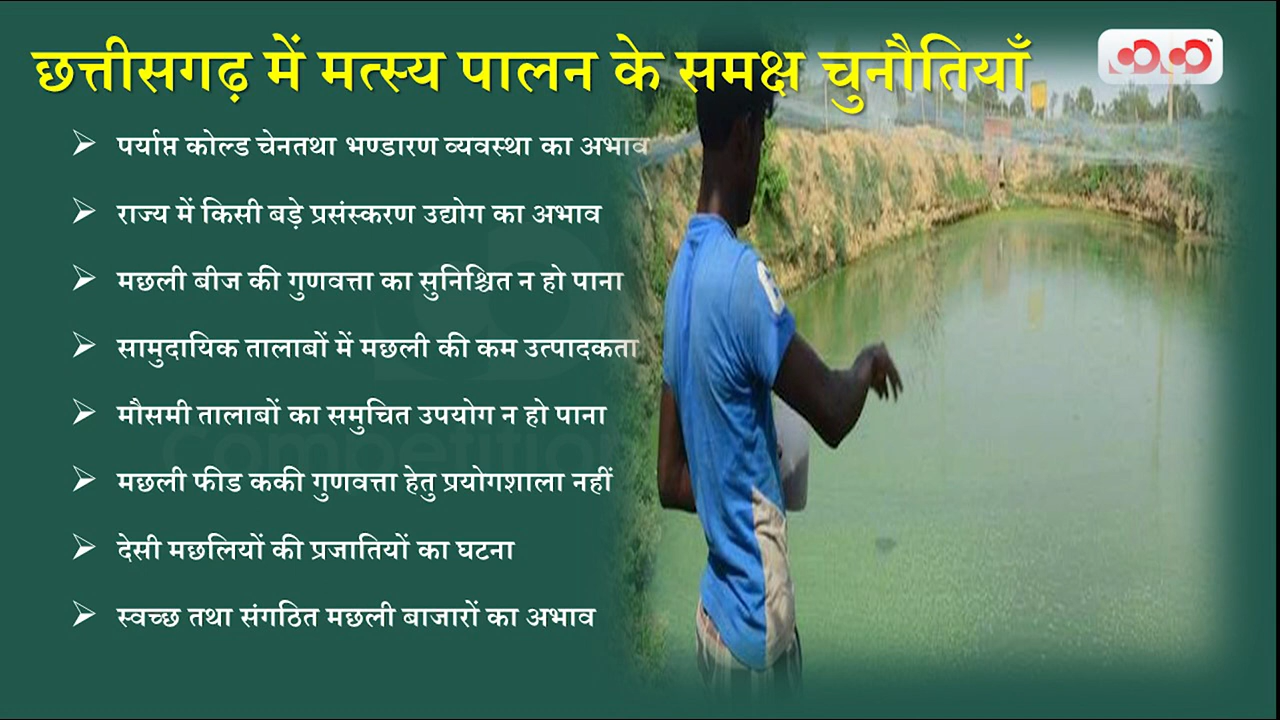 छत्तीसगढ़ में मत्स्य पालन के समक्ष चुनौतियाँ
पर्याप्त कोल्ड चेनतथा भण्डारण व्यवस्था का अभाव
राज्य में किसी बड़े प्रसंस्करण उद्योग का अभाव
मछली बीज की गुणवत्ता का सुनिश्चित न हो पाना
सामुदायिक तालाबों में मछली की कम उत्पादकता
मौसमी तालाबों का समुचित उपयोग न हो पाना
मछली फीड ककी गुणवत्ता हेतु प्रयोगशाला नहीं
देसी मछलियों की प्रजातियों का घटना
स्वच्छ तथा संगठित मछली बाजारों का अभाव